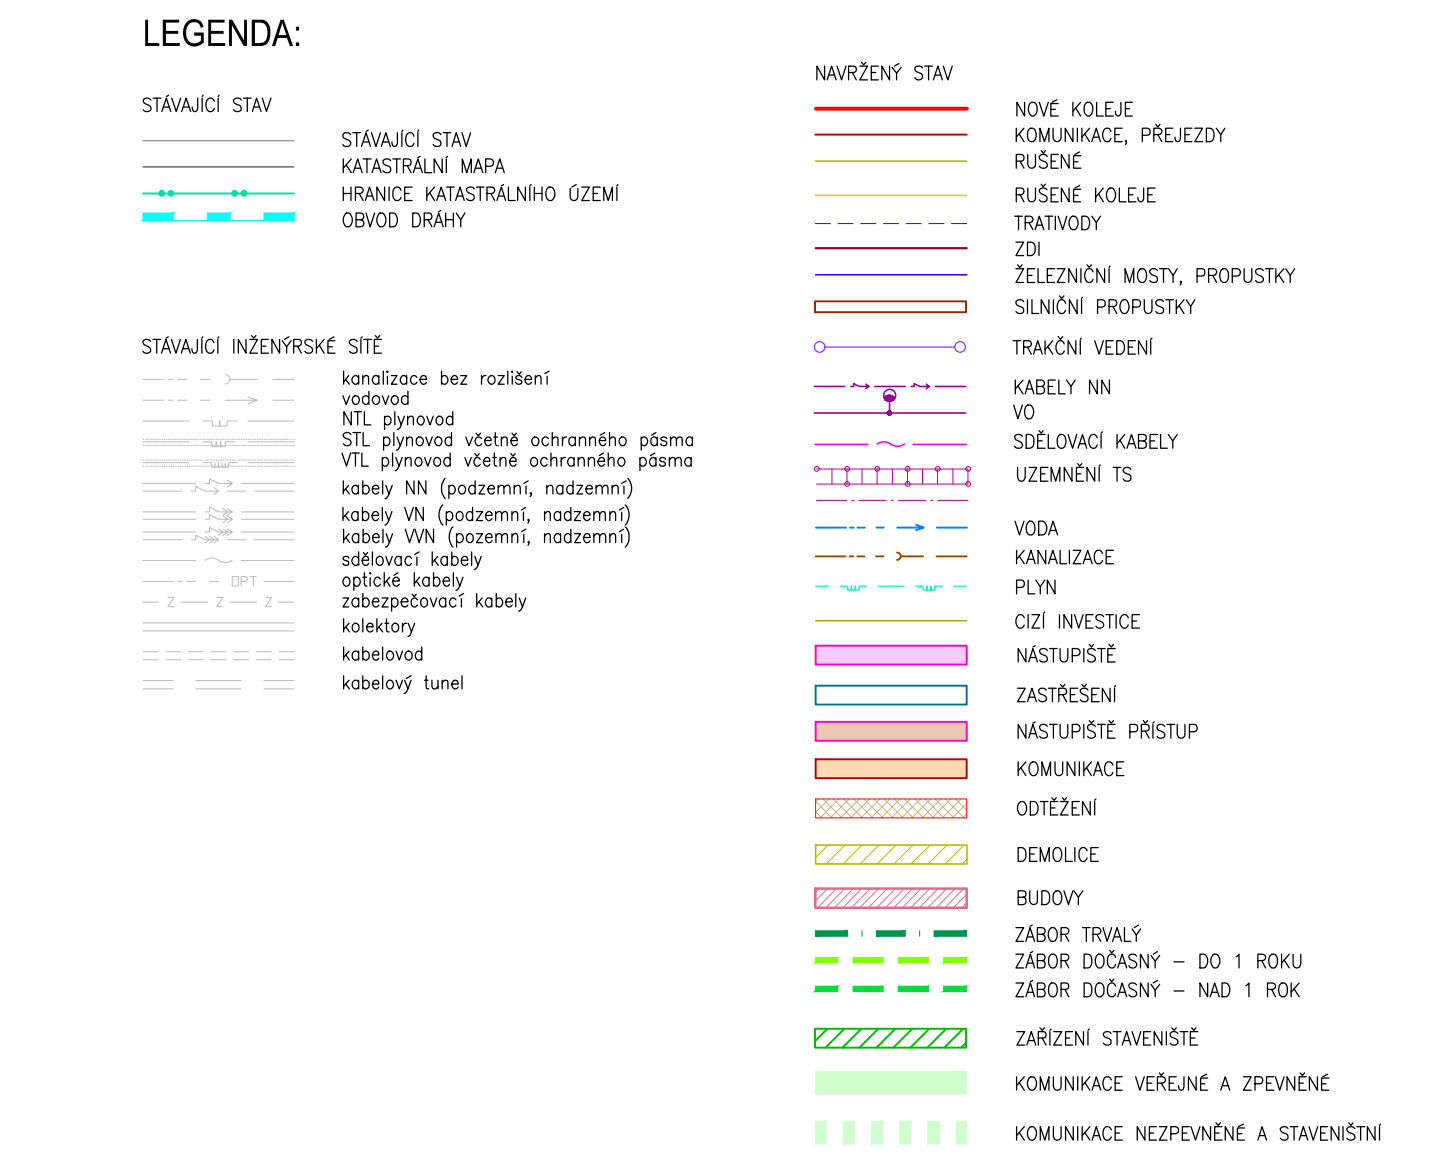 LEGENDA:
STÁVAJÍCÍ STAV
STÁVAJÍCÍ STAV
KATASTRÁLNÍ MAPA
HRANICE KATASTRÁLNÍHO ÚZEMÍ
OBVOD DRÁHY
STÁVAJÍCÍ INŽENÝRSKÉ SÍTĚ
kanalizace bez rozlišení
vodovod
NTL plynovod
STL plynovod včetně ochranného pásma
VTL plynovod včetně ochranného pásma
kabely NN (podzemní, nadzemní)
kabely VN (podzemní, nadzemní)
kabely VVN (pozemní, nadzemní)
sdělovací kabely
OPT optické kabely
Z Z Z zabezpečovací kabely
kolektory
kabelovod
kabelový tunel
NAVRŽENÝ STAV
NOVÉ KOLEJE
KOMUNIKACE, PŘEJEZDY
RUŠENÉ
RUŠENÉ KOLEJE
TRATIVODY
ZDI
ŽELEZNIČNÍ MOSTY, PROPUSTKY
SILNIČNÍ PROPUSTKY
TRAKČNÍ VEDENÍ
KABELY NN
VO
SDĚLOVACÍ KABELY
UZEMNĚNÍ TS
VODA
KANALIZACE
PLYN
CIZÍ INVESTICE
NÁSTUPIŠTĚ
ZASTŘEŠENÍ
NÁSTUPIŠTĚ PŘÍSTUP
KOMUNIKACE
ODTĚŽENÍ
DEMOLICE
BUDOVY
ZÁBOR TRVALÝ
ZÁBOR DOČASNÝ – DO 1 ROKU
ZÁBOR DOČASNÝ – NAD 1 ROK
ZAŘÍZENÍ STAVENIŠTĚ
KOMUNIKACE VEŘEJNÉ A ZPEVNĚNÉ
KOMUNIKACE NEZPEVNĚNÉ A STAVENIŠTNÍ